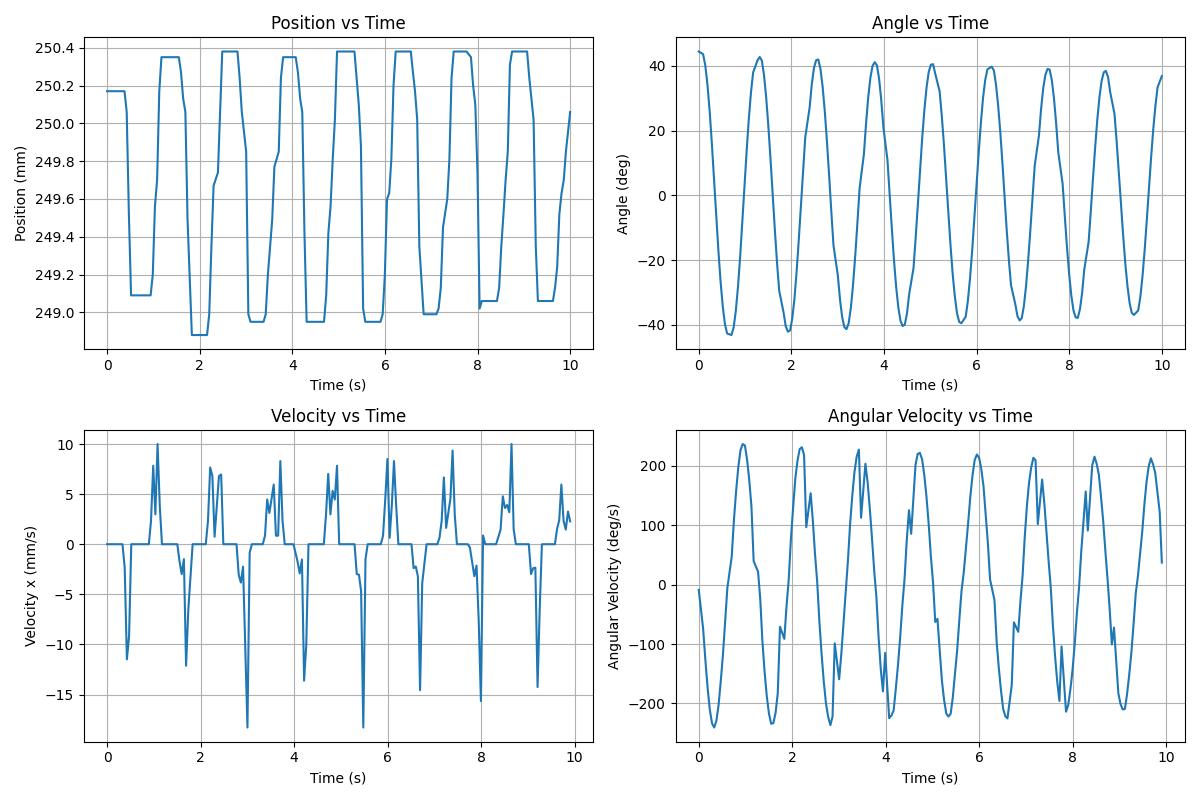 Position vs Time
Position (mm)
250.4
250.2
250.0
249.8
249.6
249.4
249.2
249.0
0 2 4 6 8 10
Time (s)
Angle vs Time
Angle (deg)
40
20
0
−20
−40
0 2 4 6 8 10
Time (s)
Velocity vs Time
Velocity x (mm/s)
10
5
0
−5
−10
−15
0 2 4 6 8 10
Time (s)
Angular Velocity vs Time
Angular Velocity (deg/s)
200
100
0
−100
−200
0 2 4 6 8 10
Time (s)